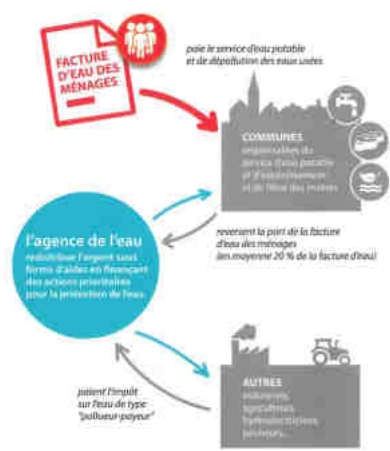 FACTURE
D'EAU DES
MÉNAGES
paie le service d'eau potable
et de dépollution des eaux usées
COMMUNES
responsables du
service d'eau potable
et d'assainissement
et de l'état des rivières
l'agence de l'eau
redistribue l'argent sous
forme d'aides en finançant
des actions prioritaires
pour la protection de l'eau
reversent la part de la facture
d'eau des ménages
(en moyenne 20 % de la facture d'eau)
AUTRES
industriels,
agriculteurs,
hydroélectriciens,
pêcheurs...
paient l'impôt
sur l'eau de type
"pollueur-payeur"